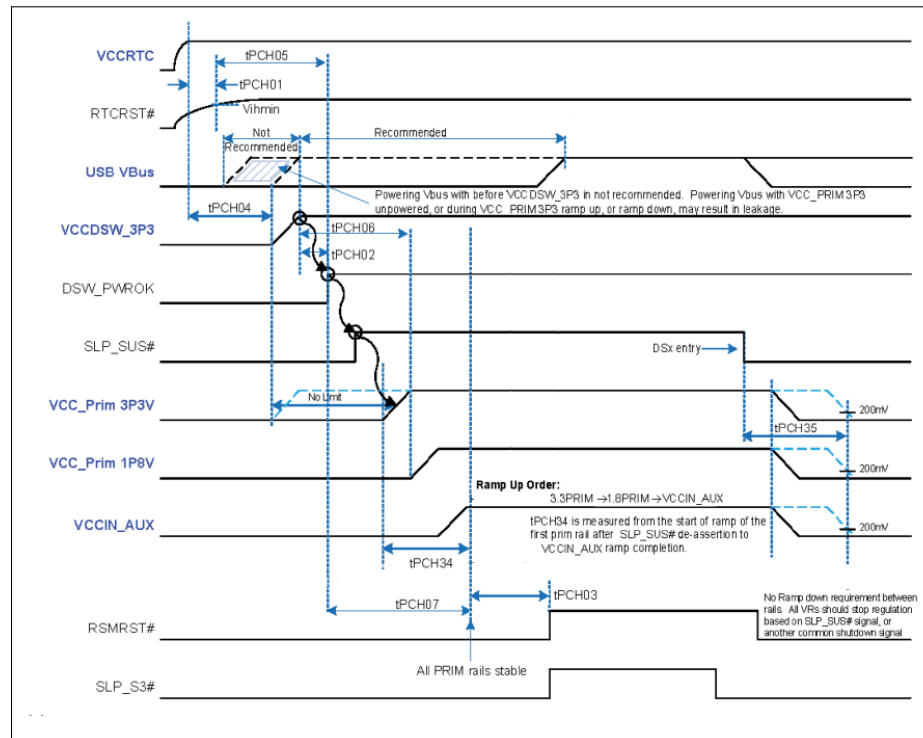 VCCRTC
tPCH05
tPCH01
RTCRST#
Vihmin
Not
Recommended
Recommended
USB VBus
Powering Vbus with before VCCDSW_3P3 in not recommended. Powering Vbus with VCC_PRIM 3P3
unpowered, or during VCC_PRIM3P3 ramp up, or ramp down, may result in leakage.
tPCH04
VCCDSW_3P3
tPCH06
tPCH02
DSW_PWROK
SLP_SUS#
DSx entry
VCC_Prim 3P3V
No Limit
200mV
tPCH35
VCC_Prim 1P8V
200mV
Ramp Up Order:
3.3PRIM →1.8PRIM→VCCIN_AUX
VCCIN_AUX
200mV
tPCH34 is measured from the start of ramp of the
first prim rail after SLP_SUS# de-assertion to
VCCIN_AUX ramp completion.
tPCH34
tPCH03
tPCH07
No Ramp down requirement between
rails. All VRs should stop regulation
based on SLP_SUS# signal, or
another common shutdown signal
RSMRST#
All PRIM rails stable
SLP_S3#